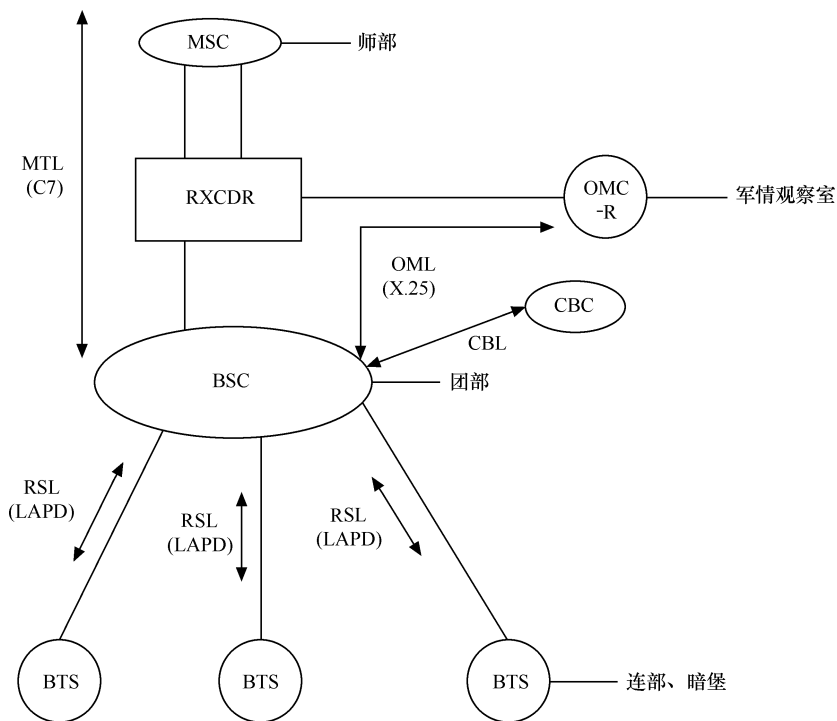 MSC
师部
MTL
(C7)
RXCDR
OMC
-R
军情观察室
OML
(X.25)
CBC
CBL
BSC
团部
RSL
(LAPD)
RSL
(LAPD)
RSL
(LAPD)
BTS
BTS
BTS
连部、暗堡